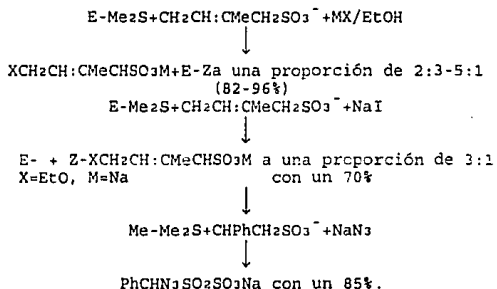 E-Me2S+CH2CH:CMeCH2SO3⁻+MX/EtOH
↓
XCH2CH:CMeCHSO3M+E-Za una proporción de 2:3-5:1
(82-96%)
E-Me2S+CH2CH:CMeCH2SO3⁻+NaI
↓
E- + Z-XCH2CH:CMeCHSO3M a una proporción de 3:1
X=EtO, M=Na con un 70%
↓
Me-Me2S+CHPhCH2SO3⁻+NaN3
↓
PhCHN3SO2SO3Na con un 85%.